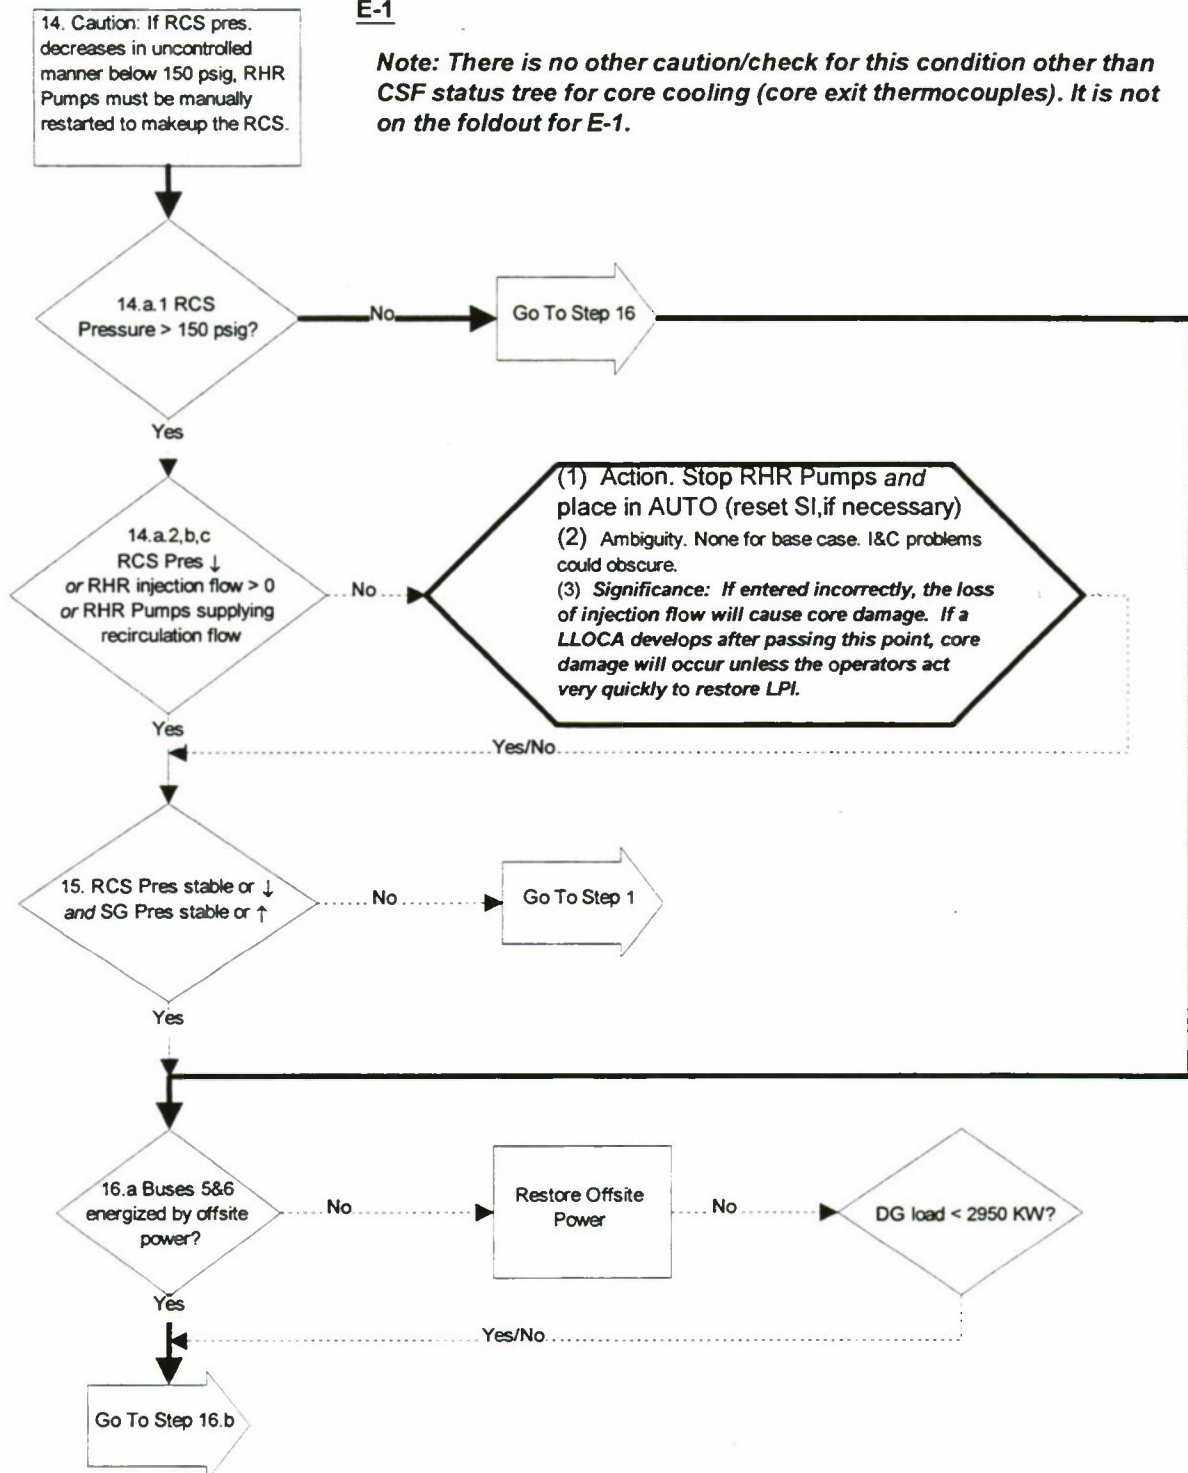 E-1
14. Caution: If RCS pres.
decreases in uncontrolled
manner below 150 psig, RHR
Pumps must be manually
restarted to makeup the RCS.
Note: There is no other caution/check for this condition other than
CSF status tree for core cooling (core exit thermocouples). It is not
on the foldout for E-1.
14.a.1 RCS
Pressure > 150 psig?
No
Go To Step 16
Yes
14.a.2,b,c
RCS Pres ↓
or RHR injection flow > 0
or RHR Pumps supplying
recirculation flow
No
(1) Action. Stop RHR Pumps and
place in AUTO (reset SI,if necessary)
(2) Ambiguity. None for base case. I&C problems
could obscure.
(3) Significance: If entered incorrectly, the loss
of injection flow will cause core damage. If a
LLOCA develops after passing this point, core
damage will occur unless the operators act
very quickly to restore LPI.
Yes
Yes/No
15. RCS Pres stable or ↓
and SG Pres stable or ↑
No
Go To Step 1
Yes
16.a Buses 5&6
energized by offsite
power?
No
Restore Offsite
Power
No
DG load < 2950 KW?
Yes
Yes/No
Go To Step 16.b